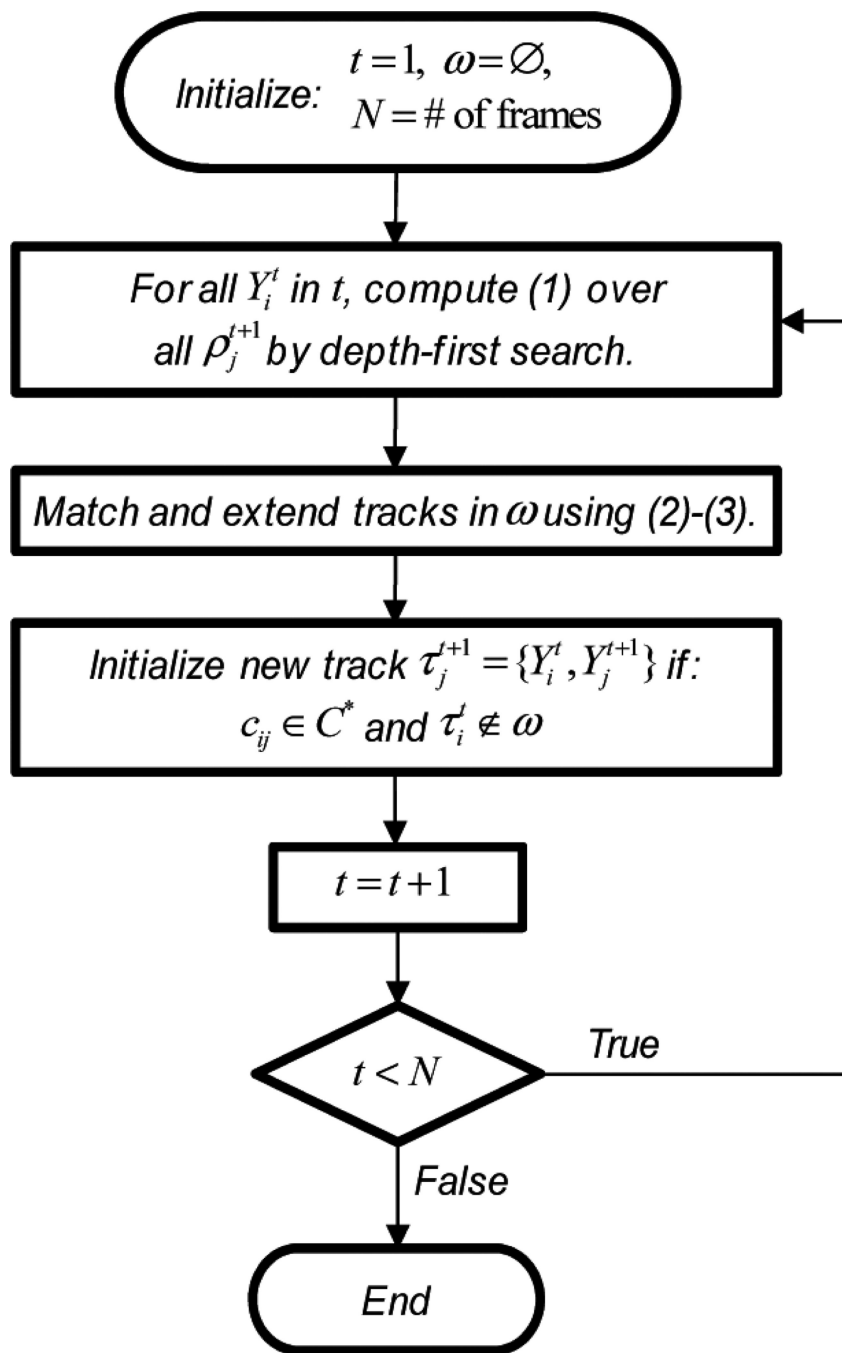 Initialize: t = 1, ω = ∅,
N = # of frames
For all Y_i^t in t, compute (1) over
all ρ_j^{t+1} by depth-first search.
Match and extend tracks in ω using (2)-(3).
Initialize new track τ_j^{t+1} = {Y_i^t, Y_j^{t+1}} if:
c_{ij} ∈ C^* and τ_i^t ∉ ω
t = t + 1
t < N
True
False
End